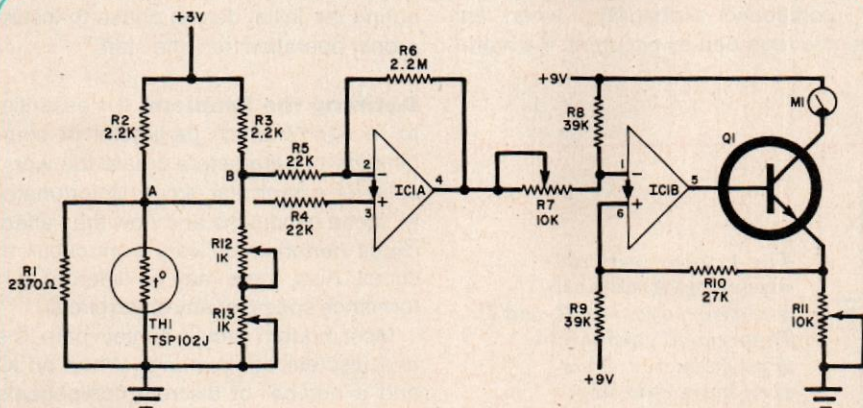 +3V
R2
2.2K
R3
2.2K
R6
2.2M
+9V
M1
R8
39K
Q1
A
B
R5
22K
2
−
IC1A
4
3
+
R4
22K
R7
10K
1
−
IC1B
5
6
+
R1
2370Ω
TH1
TSP102J
R12
1K
R13
1K
R10
27K
R9
39K
+9V
R11
10K